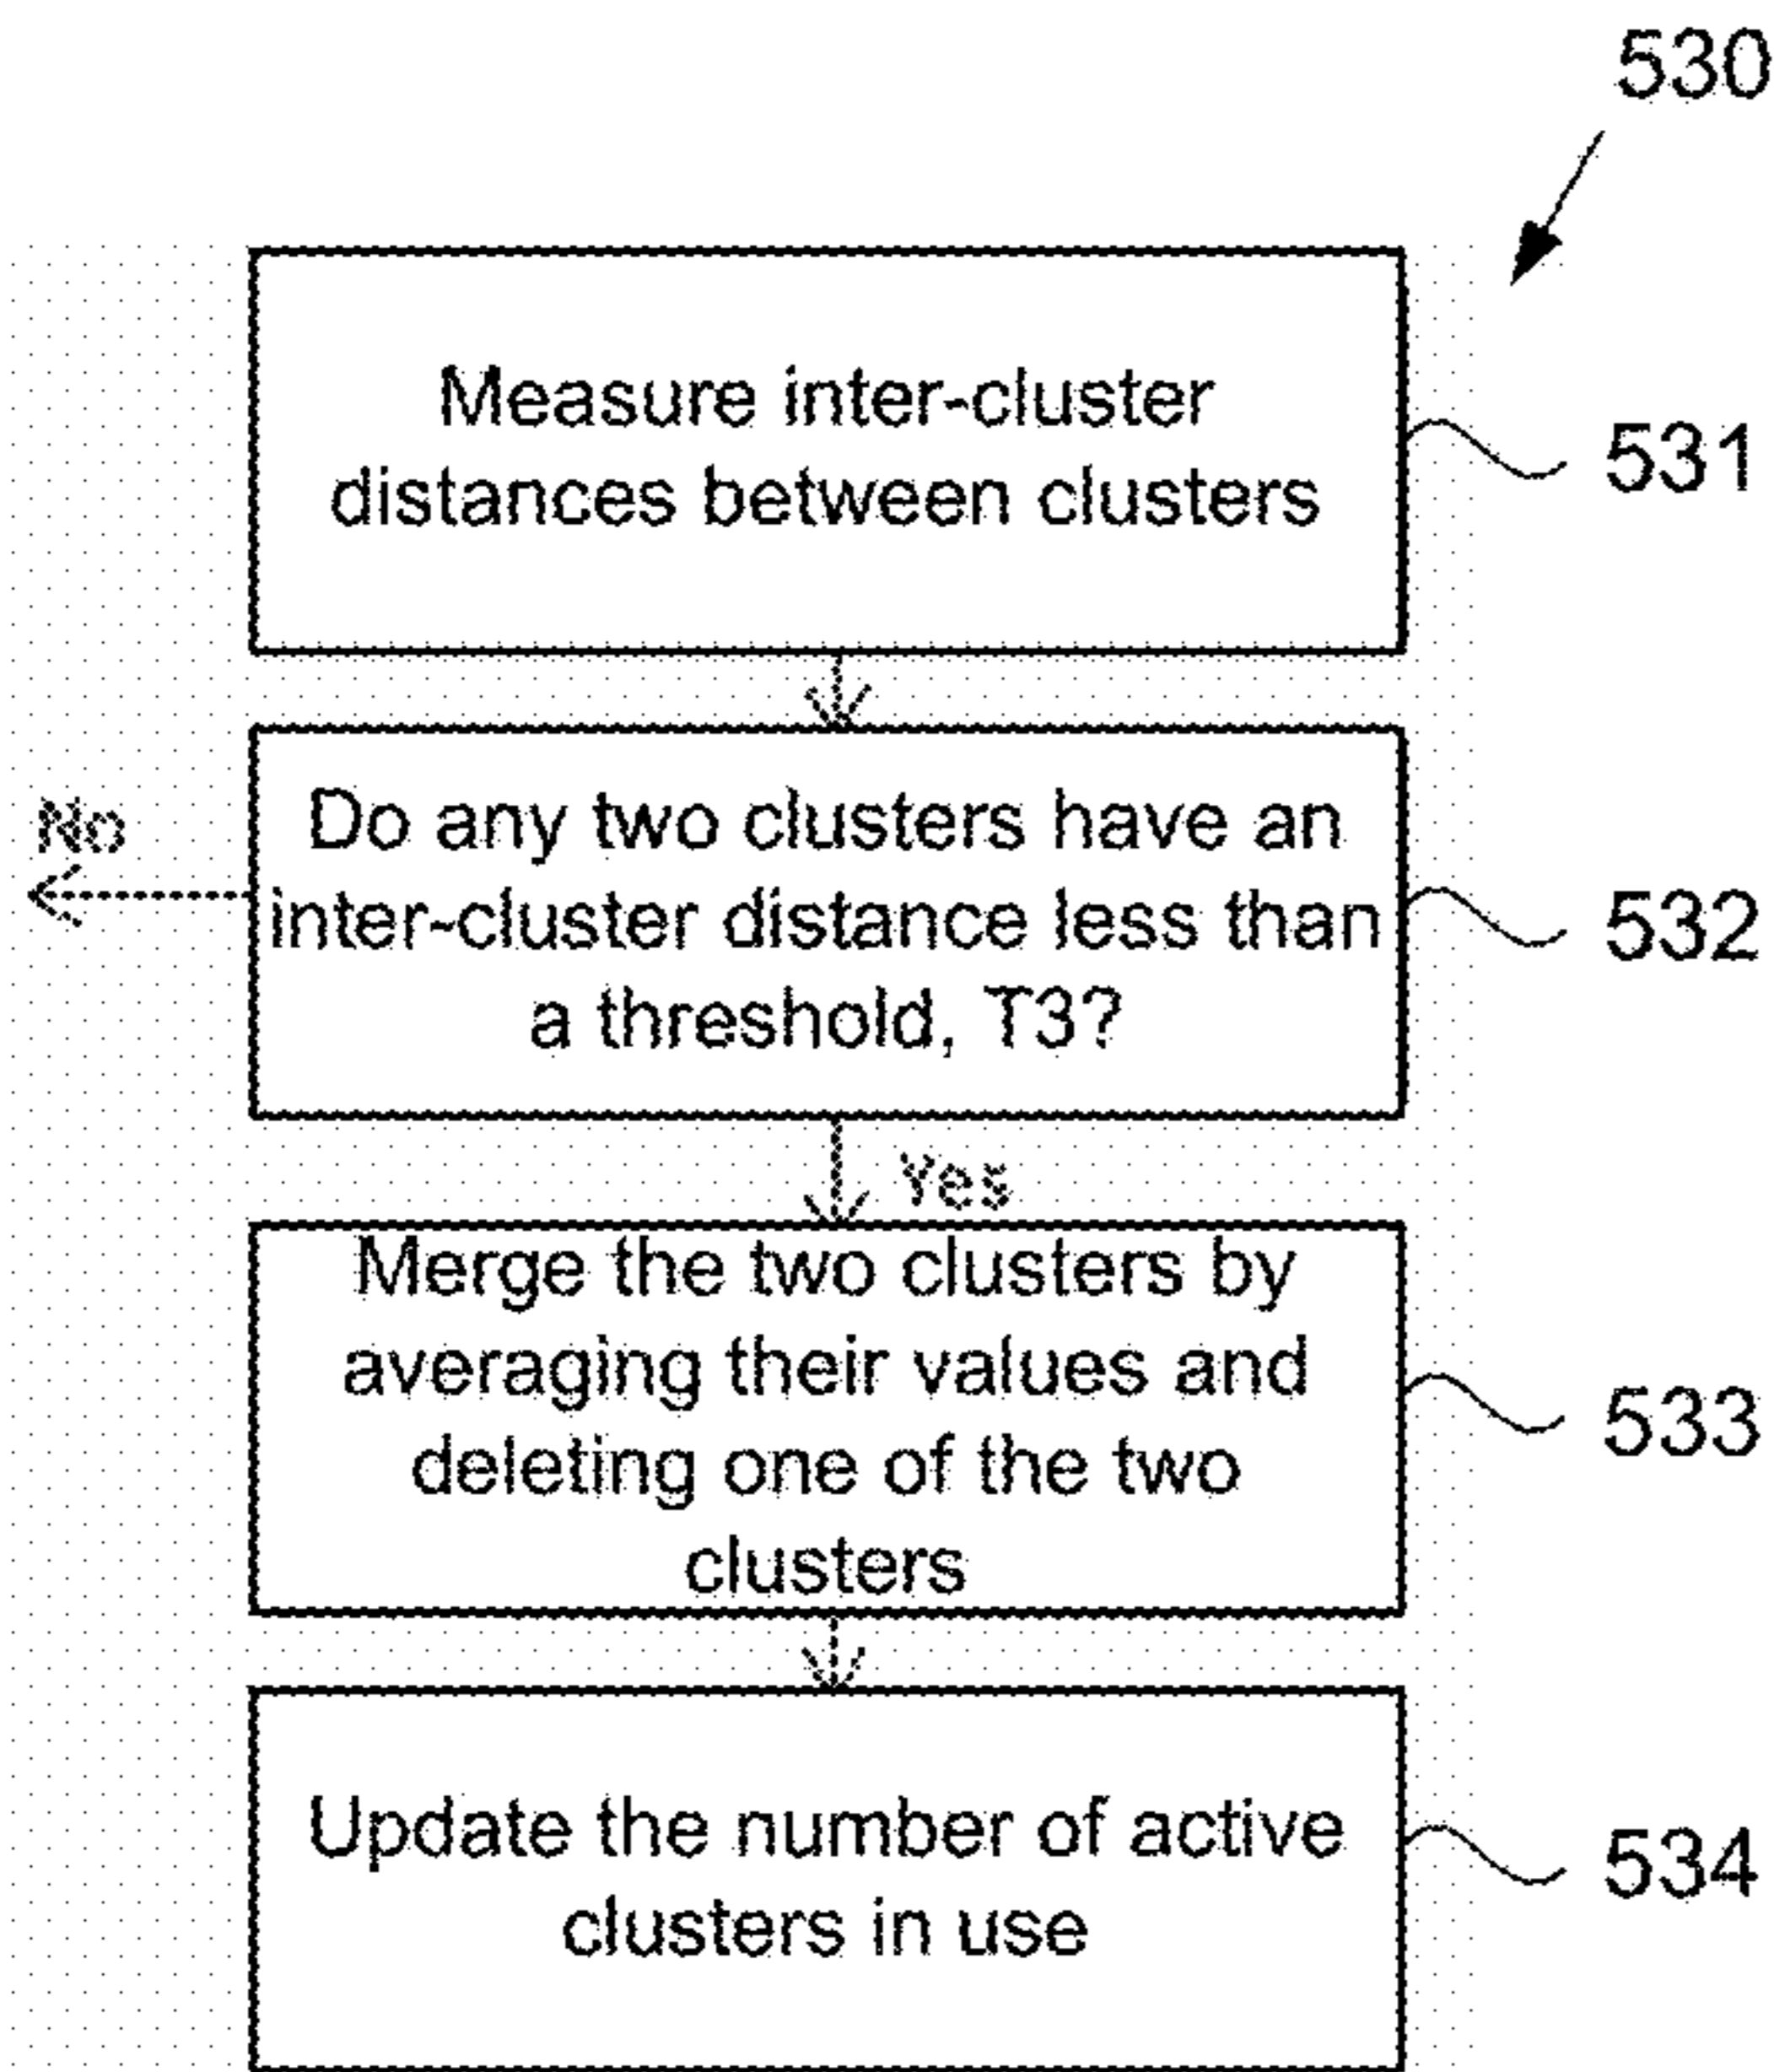 530
Measure inter-cluster
distances between clusters
531
No
Do any two clusters have an
inter-cluster distance less than
a threshold, T3?
532
Yes
Merge the two clusters by
averaging their values and
deleting one of the two
clusters
533
Update the number of active
clusters in use
534